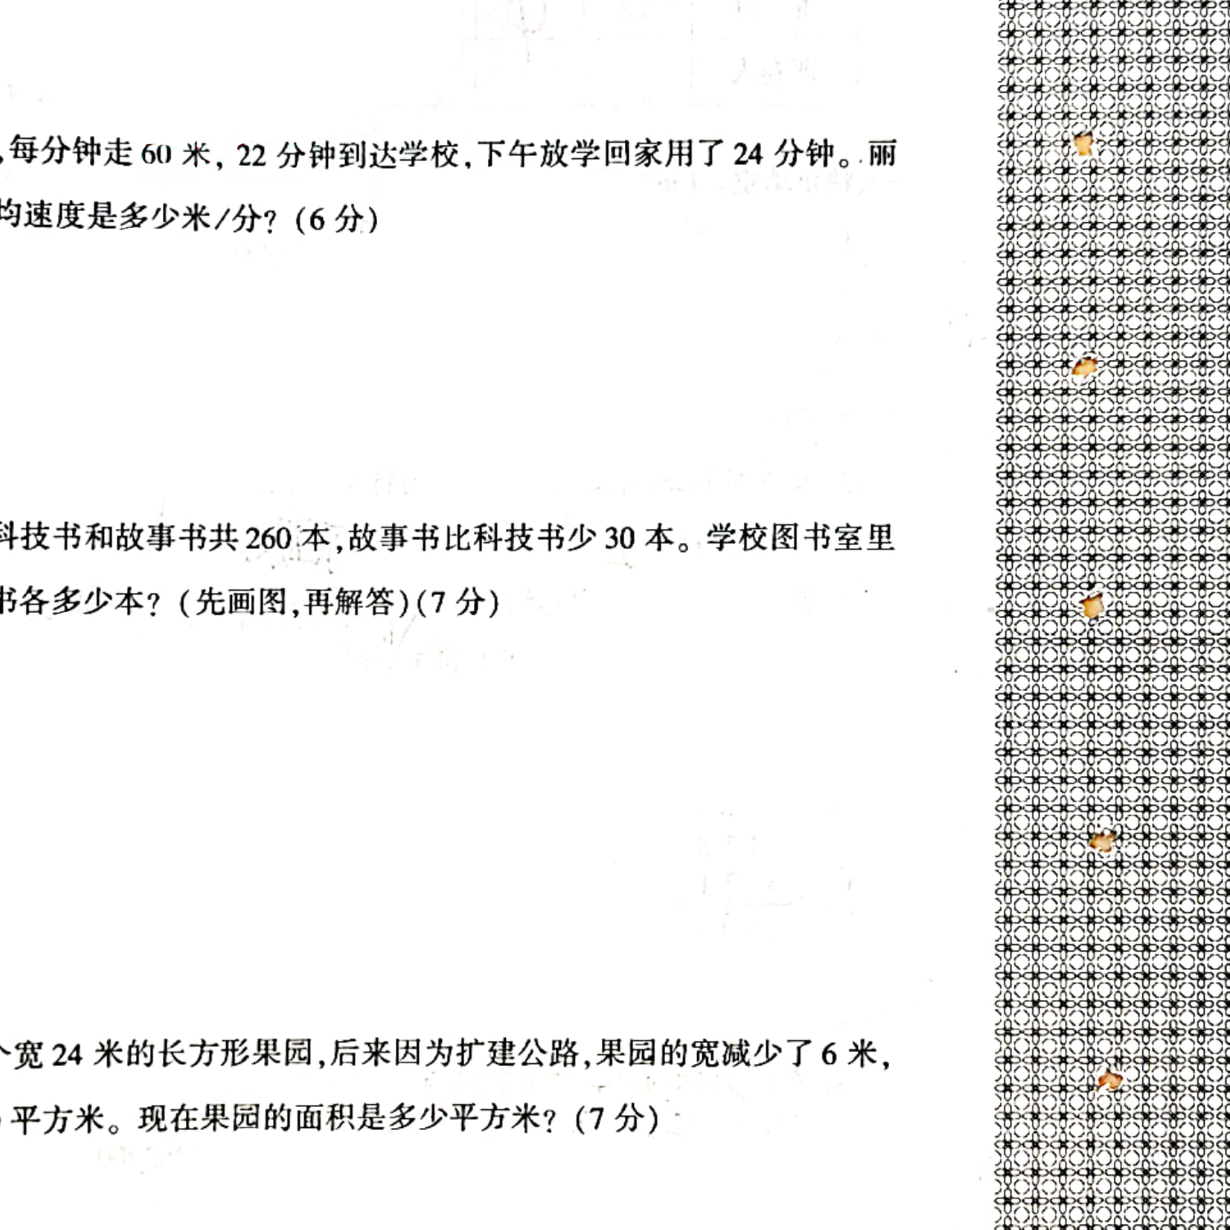 每分钟走 60 米, 22 分钟到达学校,下午放学回家用了 24 分钟。丽
均速度是多少米/分? (6 分)
科技书和故事书共 260 本,故事书比科技书少 30 本。学校图书室里
书各多少本? (先画图,再解答)(7 分)
宽 24 米的长方形果园,后来因为扩建公路,果园的宽减少了 6 米,
平方米。现在果园的面积是多少平方米? (7 分)